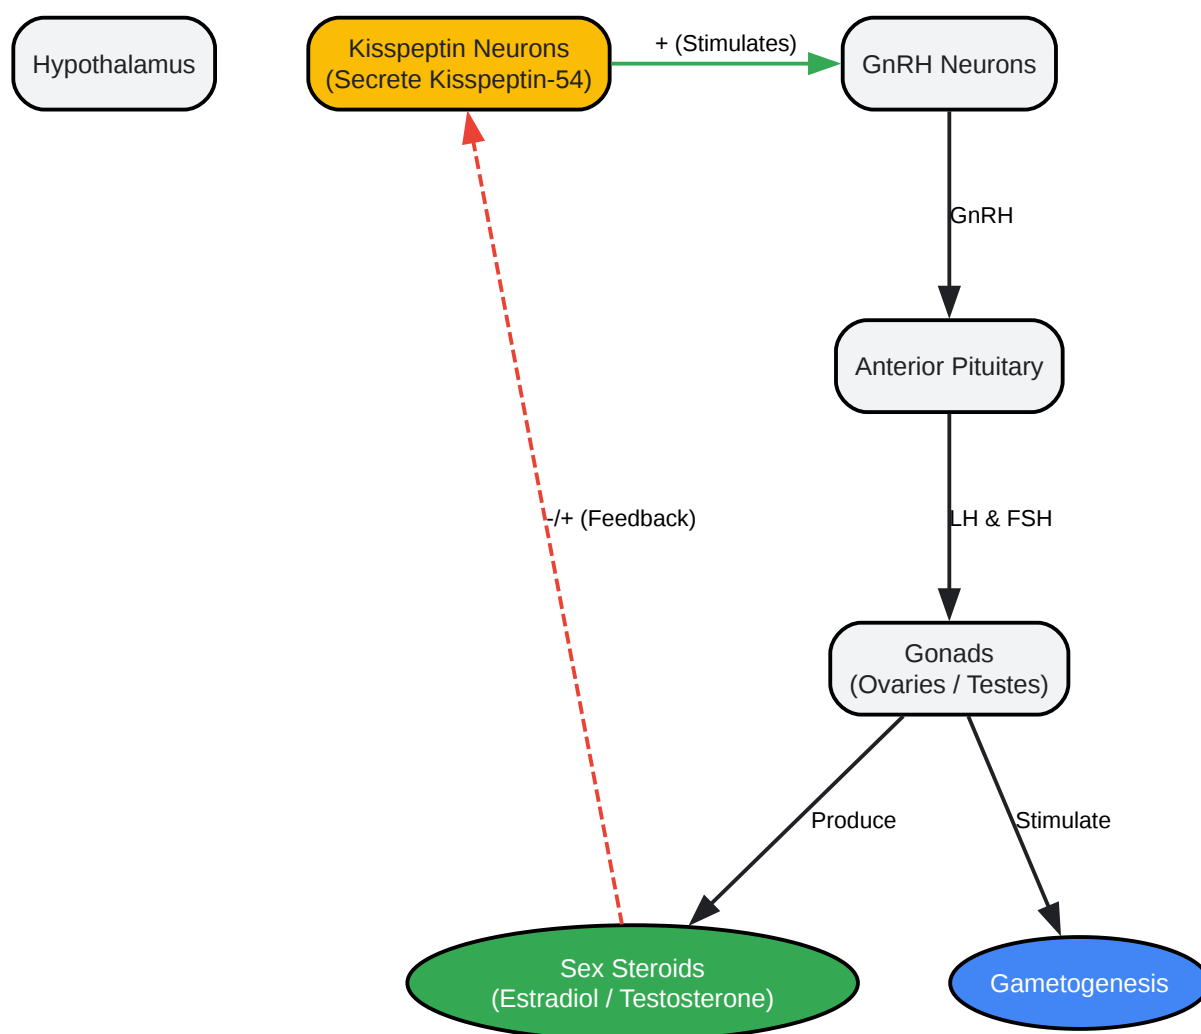 Hypothalamus
Kisspeptin Neurons
(Secrete Kisspeptin-54)
+ (Stimulates)
GnRH Neurons
GnRH
Anterior Pituitary
-/+ (Feedback)
LH & FSH
Gonads
(Ovaries / Testes)
Produce
Stimulate
Sex Steroids
(Estradiol / Testosterone)
Gametogenesis